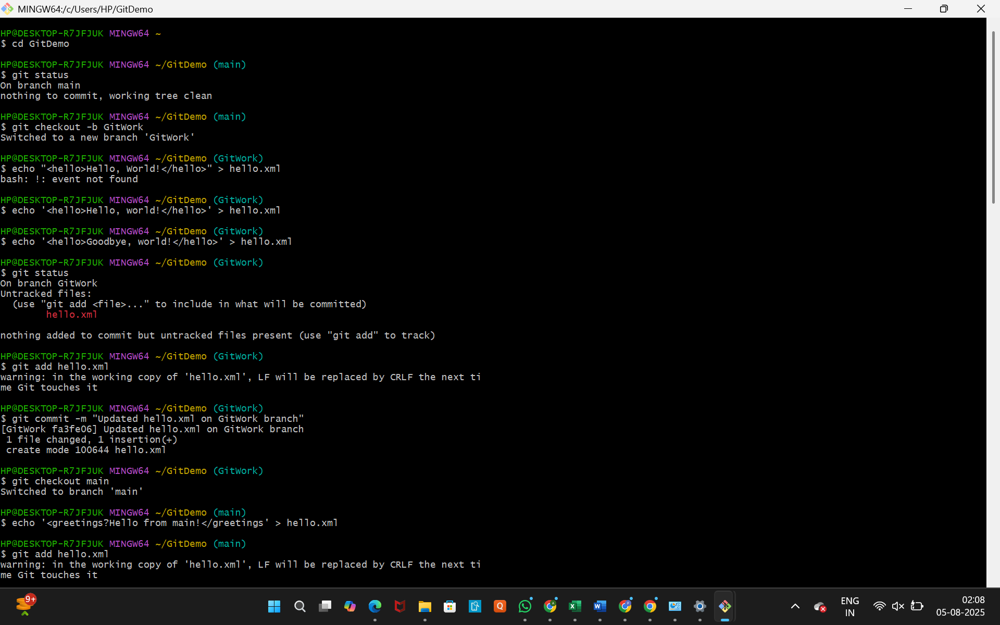 MINGW64:/c/Users/HP/GitDemo
HP@DESKTOP-R7JFJUK MINGW64 ~
$ cd GitDemo
HP@DESKTOP-R7JFJUK MINGW64 ~/GitDemo (main)
$ git status
On branch main
nothing to commit, working tree clean
HP@DESKTOP-R7JFJUK MINGW64 ~/GitDemo (main)
$ git checkout -b GitWork
Switched to a new branch 'GitWork'
HP@DESKTOP-R7JFJUK MINGW64 ~/GitDemo (GitWork)
$ echo "<hello>Hello, World!</hello>" > hello.xml
bash: !: event not found
HP@DESKTOP-R7JFJUK MINGW64 ~/GitDemo (GitWork)
$ echo '<hello>Hello, world!</hello>' > hello.xml
HP@DESKTOP-R7JFJUK MINGW64 ~/GitDemo (GitWork)
$ echo '<hello>Goodbye, world!</hello>' > hello.xml
HP@DESKTOP-R7JFJUK MINGW64 ~/GitDemo (GitWork)
$ git status
On branch GitWork
Untracked files:
  (use "git add <file>..." to include in what will be committed)
        hello.xml
nothing added to commit but untracked files present (use "git add" to track)
HP@DESKTOP-R7JFJUK MINGW64 ~/GitDemo (GitWork)
$ git add hello.xml
warning: in the working copy of 'hello.xml', LF will be replaced by CRLF the next ti
me Git touches it
HP@DESKTOP-R7JFJUK MINGW64 ~/GitDemo (GitWork)
$ git commit -m "Updated hello.xml on GitWork branch"
[GitWork fa3fe06] Updated hello.xml on GitWork branch
 1 file changed, 1 insertion(+)
 create mode 100644 hello.xml
HP@DESKTOP-R7JFJUK MINGW64 ~/GitDemo (GitWork)
$ git checkout main
Switched to branch 'main'
HP@DESKTOP-R7JFJUK MINGW64 ~/GitDemo (main)
$ echo '<greetings?Hello from main!</greetings' > hello.xml
HP@DESKTOP-R7JFJUK MINGW64 ~/GitDemo (main)
$ git add hello.xml
warning: in the working copy of 'hello.xml', LF will be replaced by CRLF the next ti
me Git touches it
9+
ENG
IN
02:08
05-08-2025